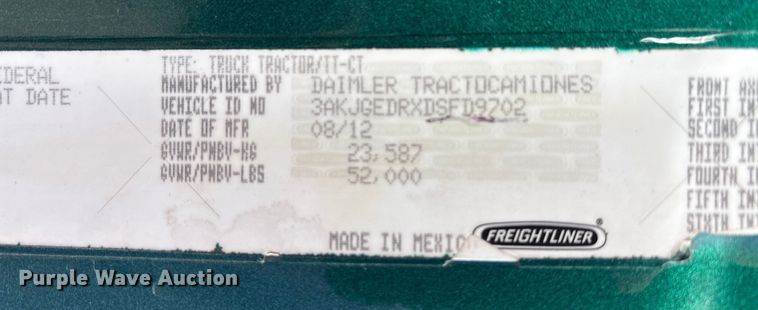 TYPE: TRUCK TRACTOR/TT-CT
EDERAL MANUFACTURED BY DAIMLER TRACTOCAMIONES FRONT AX
AT DATE VEHICLE ID NO 3AKJGEDRXDSFD9702 FIRST IN
DATE OF MFR 08/12 SECOND I
GVWR/PNBV-KG 23,587 THIRD INT
GVWR/PNBV-LBS 52,000 FOURTH I
FIFTH IN
SIXTH INT
MADE IN MEXICO FREIGHTLINER®
Purple Wave Auction